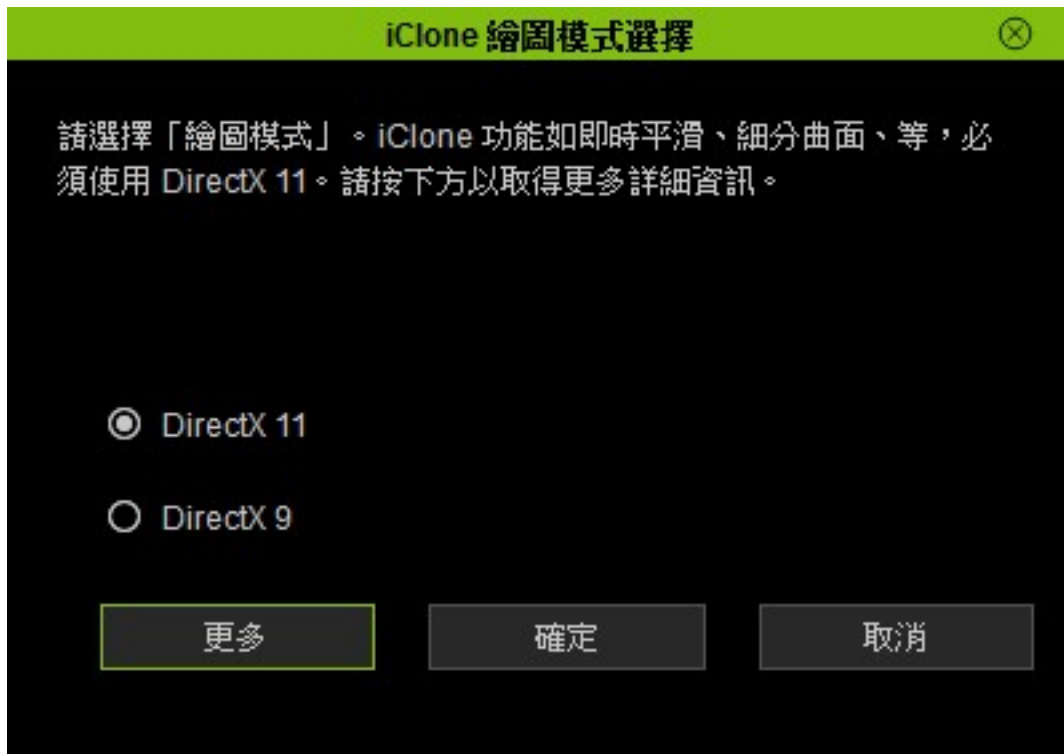 iClone 繪圖模式選擇
請選擇「繪圖模式」。iClone 功能如即時平滑、細分曲面、等，必
須使用 DirectX 11。請按下方以取得更多詳細資訊。
DirectX 11
DirectX 9
更多
確定
取消